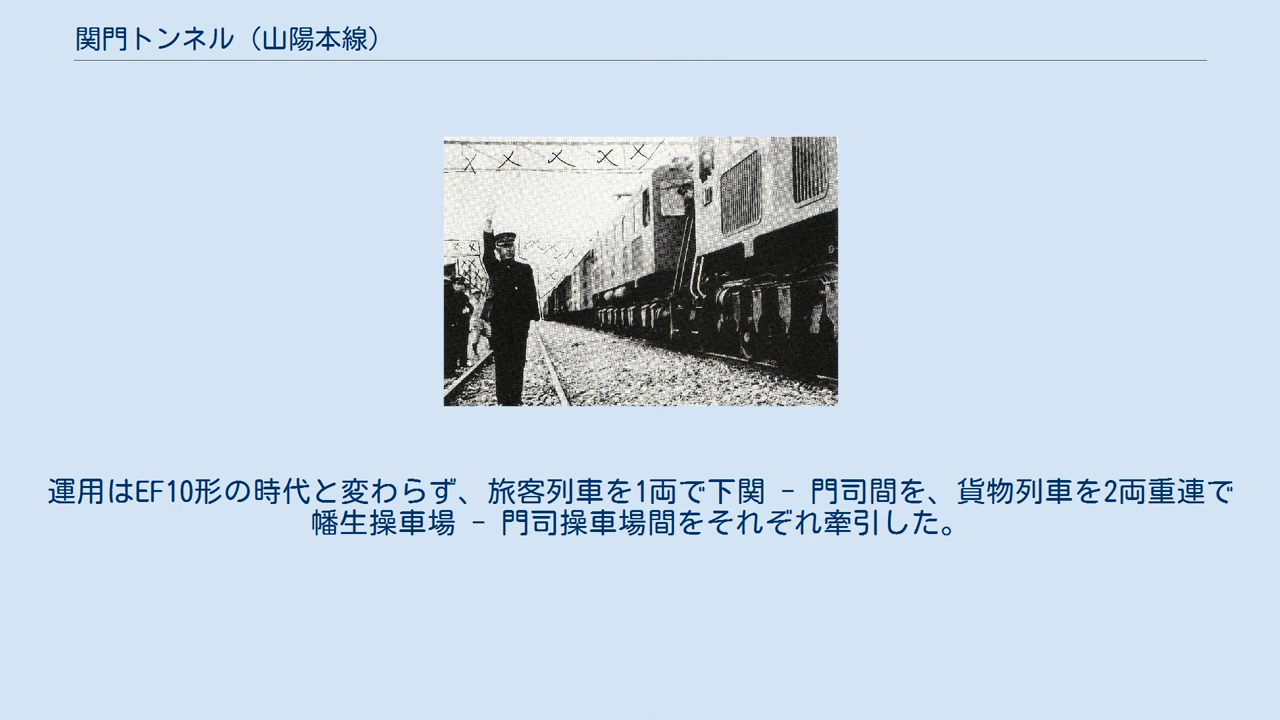 関門トンネル（山陽本線）
運用はEF10形の時代と変わらず、旅客列車を1両で下関 － 門司間を、貨物列車を2両重連で
幡生操車場 － 門司操車場間をそれぞれ牽引した。